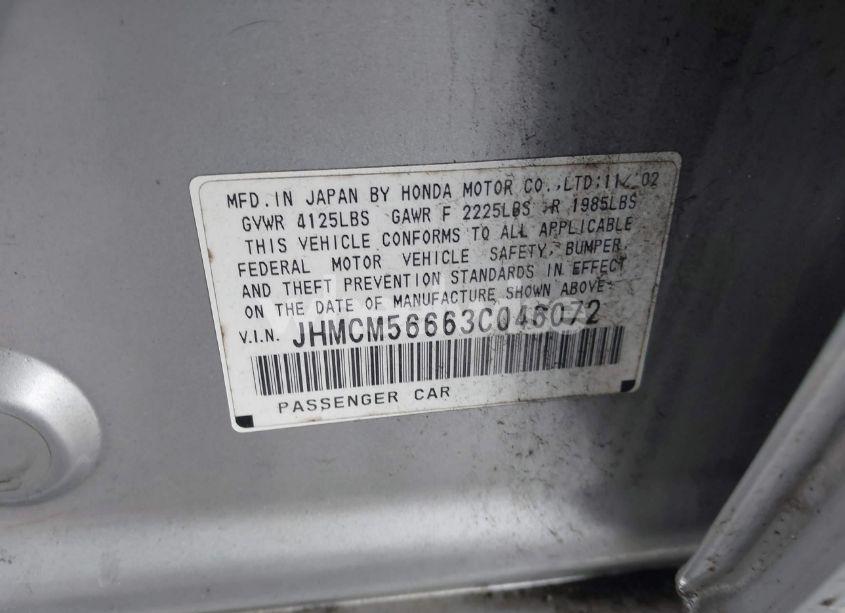 MFD. IN JAPAN BY HONDA MOTOR CO., LTD: 11/'02
GVWR 4125LBS GAWR F 2225LBS R 1985LBS
THIS VEHICLE CONFORMS TO ALL APPLICABLE
FEDERAL MOTOR VEHICLE SAFETY, BUMPER
AND THEFT PREVENTION STANDARDS IN EFFECT
ON THE DATE OF MANUFACTURE SHOWN ABOVE.
V.I.N. JHMCM56663C046072
PASSENGER CAR